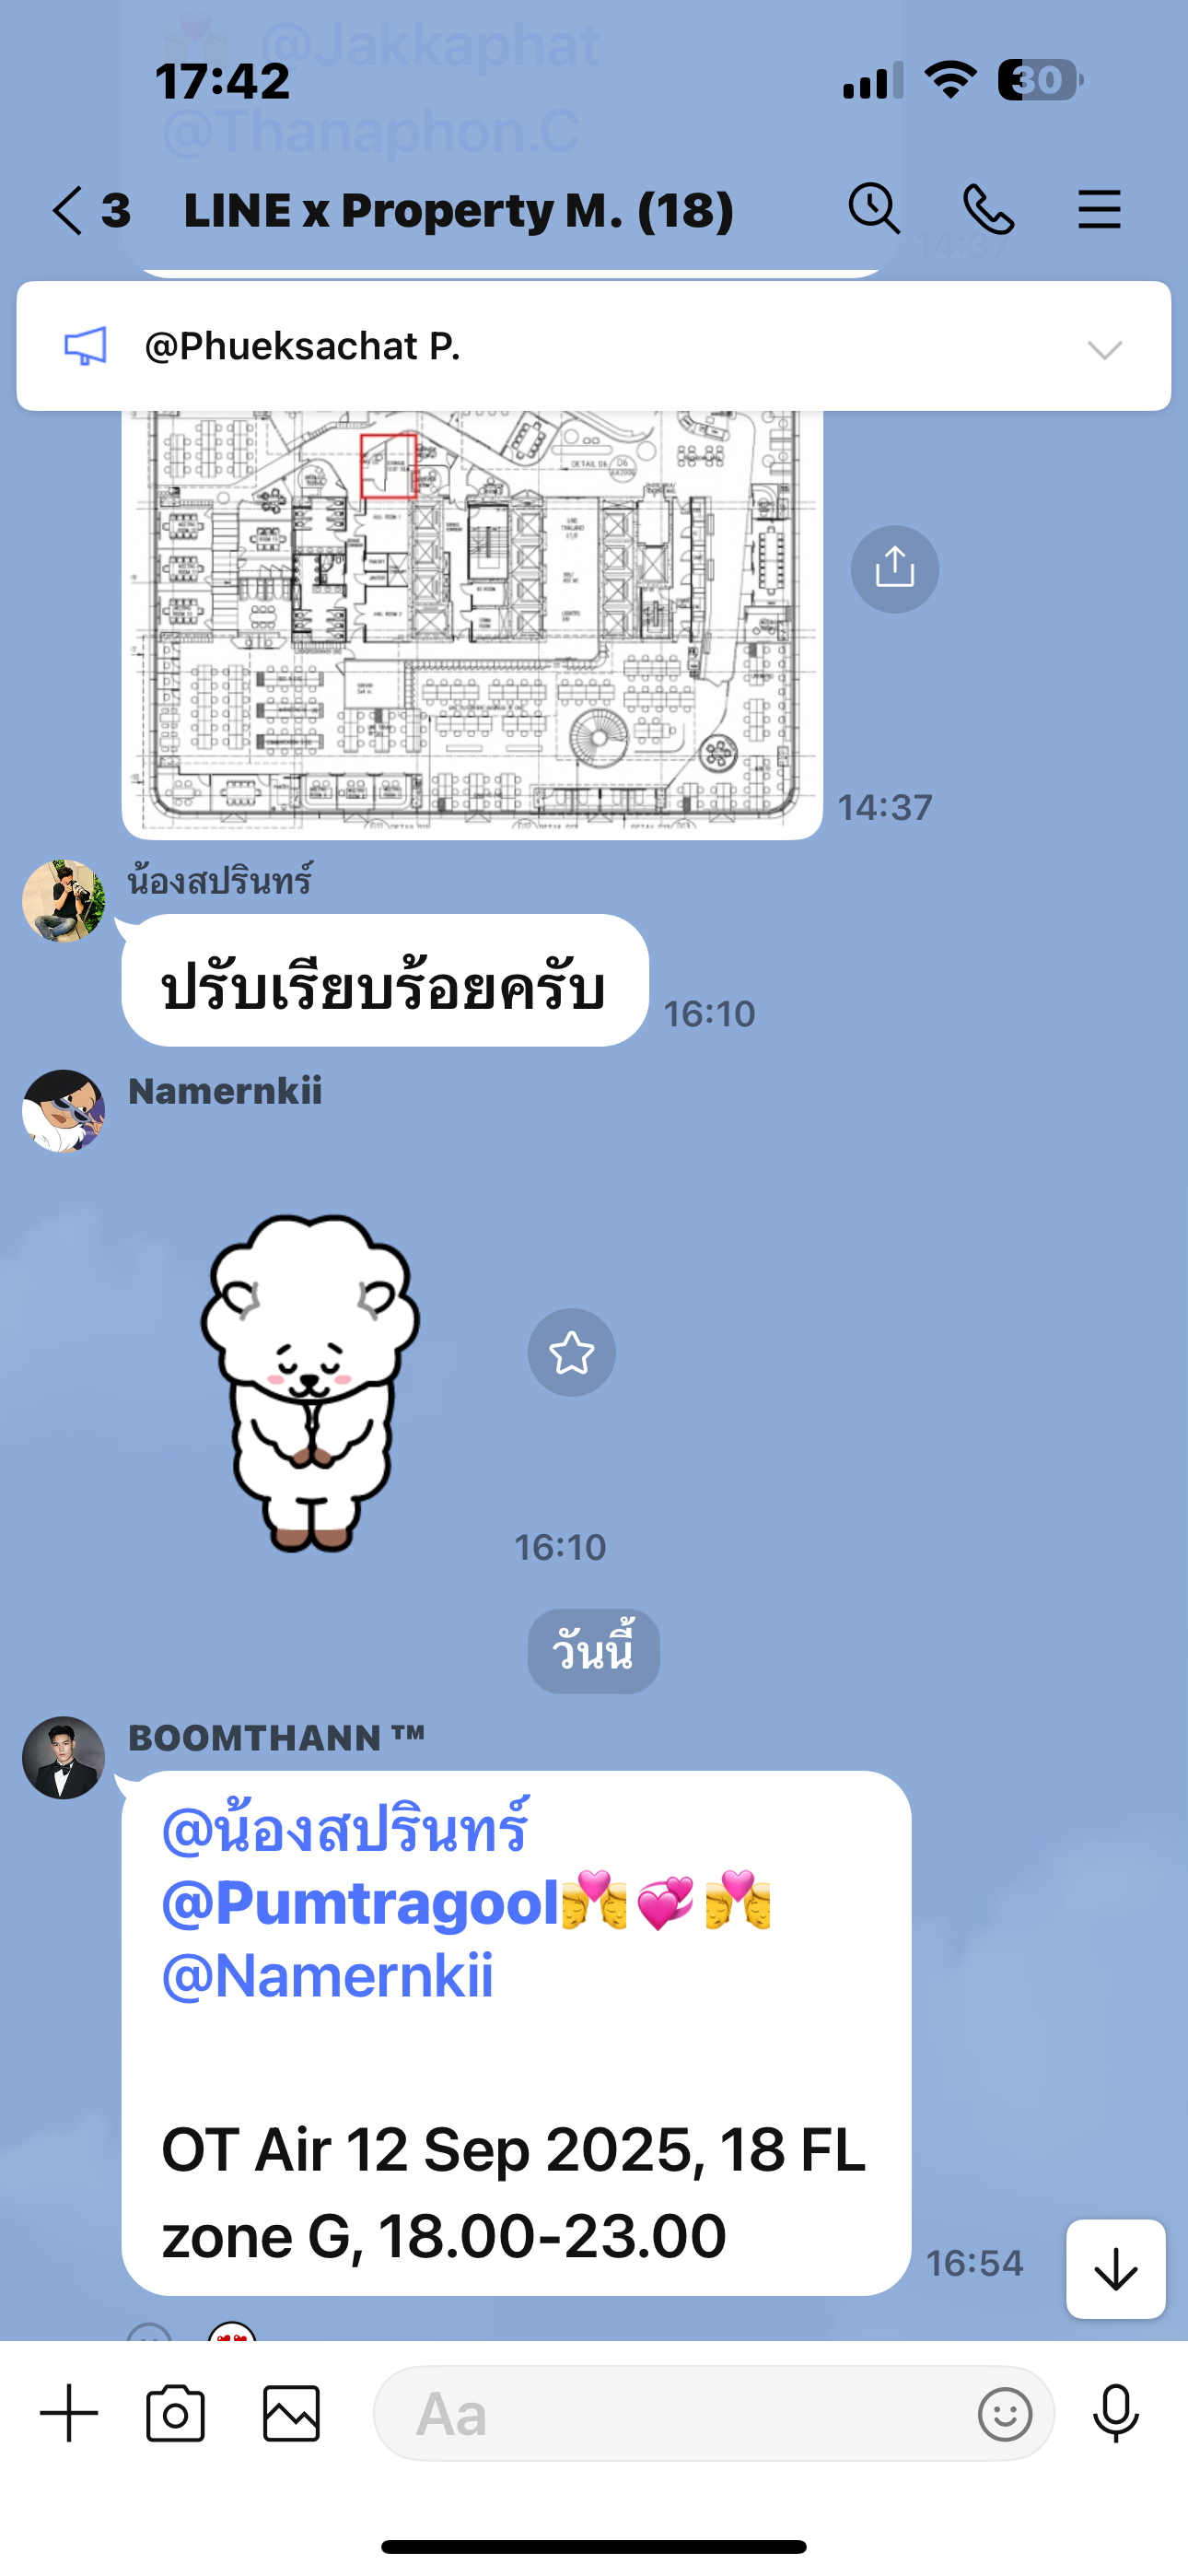 @Jakkaphat
17:42
30
@Thanaphon.C
3 LINE x Property M. (18)
14:37
@Phueksachat P.
DETAIL D6
D6
14:37
น้องสปรินทร์
ปรับเรียบร้อยครับ
16:10
Namernkii
16:10
วันนี้
BOOMTHANN ™
@น้องสปรินทร์
@Pumtragool💏💞💏
@Namernkii
OT Air 12 Sep 2025, 18 FL
zone G, 18.00-23.00
16:54
Aa